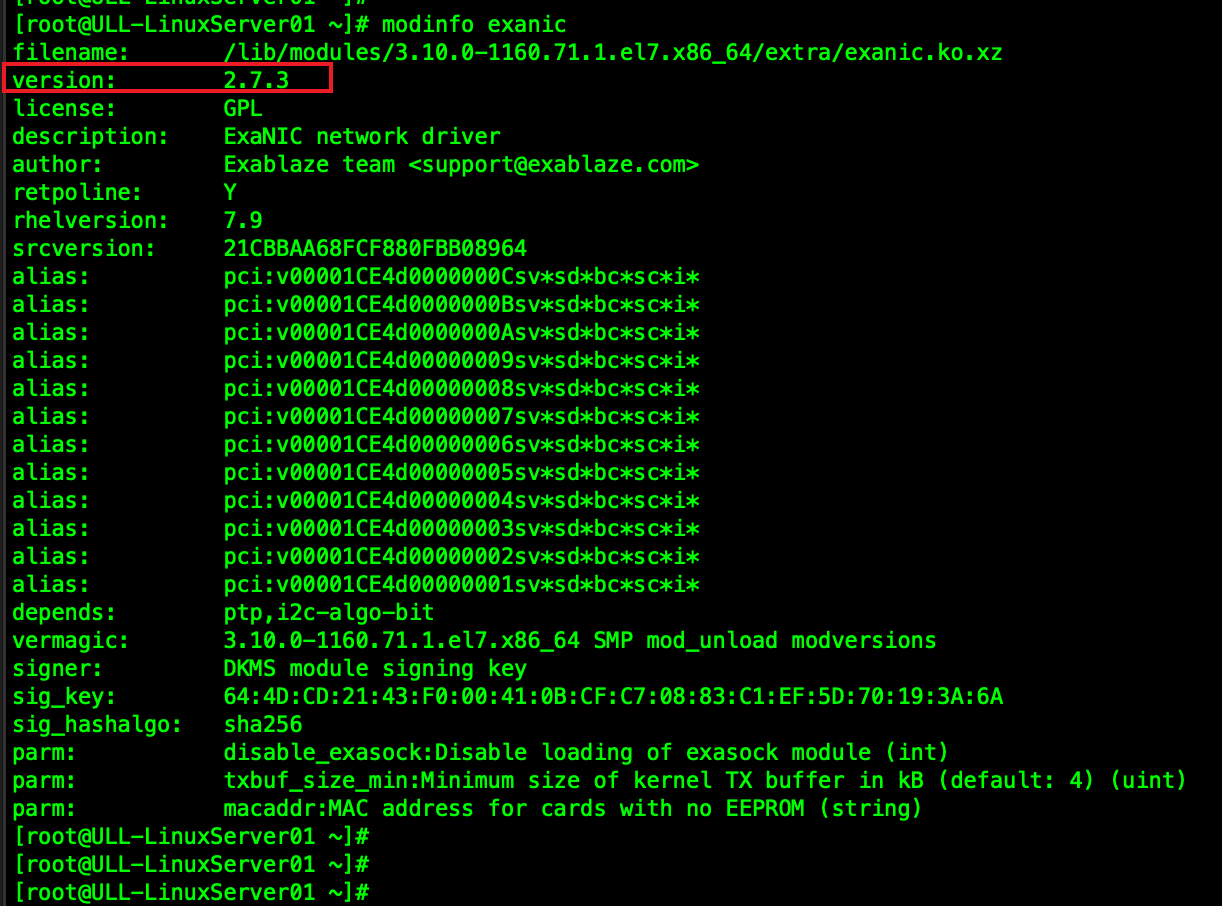 [root@ULL-LinuxServer01 ~]#
[root@ULL-LinuxServer01 ~]# modinfo exanic
filename:       /lib/modules/3.10.0-1160.71.1.el7.x86_64/extra/exanic.ko.xz
version:        2.7.3
license:        GPL
description:    ExaNIC network driver
author:         Exablaze team <support@exablaze.com>
retpoline:      Y
rhelversion:    7.9
srcversion:     21CBBAA68FCF880FBB08964
alias:          pci:v00001CE4d0000000Csv*sd*bc*sc*i*
alias:          pci:v00001CE4d0000000Bsv*sd*bc*sc*i*
alias:          pci:v00001CE4d0000000Asv*sd*bc*sc*i*
alias:          pci:v00001CE4d00000009sv*sd*bc*sc*i*
alias:          pci:v00001CE4d00000008sv*sd*bc*sc*i*
alias:          pci:v00001CE4d00000007sv*sd*bc*sc*i*
alias:          pci:v00001CE4d00000006sv*sd*bc*sc*i*
alias:          pci:v00001CE4d00000005sv*sd*bc*sc*i*
alias:          pci:v00001CE4d00000004sv*sd*bc*sc*i*
alias:          pci:v00001CE4d00000003sv*sd*bc*sc*i*
alias:          pci:v00001CE4d00000002sv*sd*bc*sc*i*
alias:          pci:v00001CE4d00000001sv*sd*bc*sc*i*
depends:        ptp,i2c-algo-bit
vermagic:       3.10.0-1160.71.1.el7.x86_64 SMP mod_unload modversions
signer:         DKMS module signing key
sig_key:        64:4D:CD:21:43:F0:00:41:0B:CF:C7:08:83:C1:EF:5D:70:19:3A:6A
sig_hashalgo:   sha256
parm:           disable_exasock:Disable loading of exasock module (int)
parm:           txbuf_size_min:Minimum size of kernel TX buffer in kB (default: 4) (uint)
parm:           macaddr:MAC address for cards with no EEPROM (string)
[root@ULL-LinuxServer01 ~]#
[root@ULL-LinuxServer01 ~]#
[root@ULL-LinuxServer01 ~]#